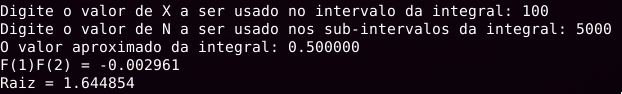 Digite o valor de X a ser usado no intervalo da integral: 100
Digite o valor de N a ser usado nos sub-intervalos da integral: 5000
O valor aproximado da integral: 0.500000
F(1)F(2) = -0.002961
Raiz = 1.644854